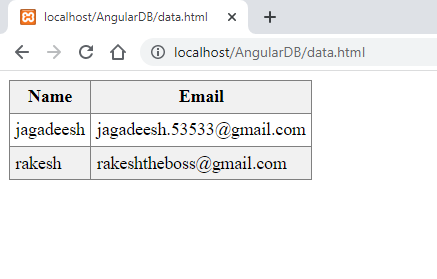 localhost/AngularDB/data.html
localhost/AngularDB/data.html
Name Email
jagadeesh jagadeesh.53533@gmail.com
rakesh rakeshtheboss@gmail.com